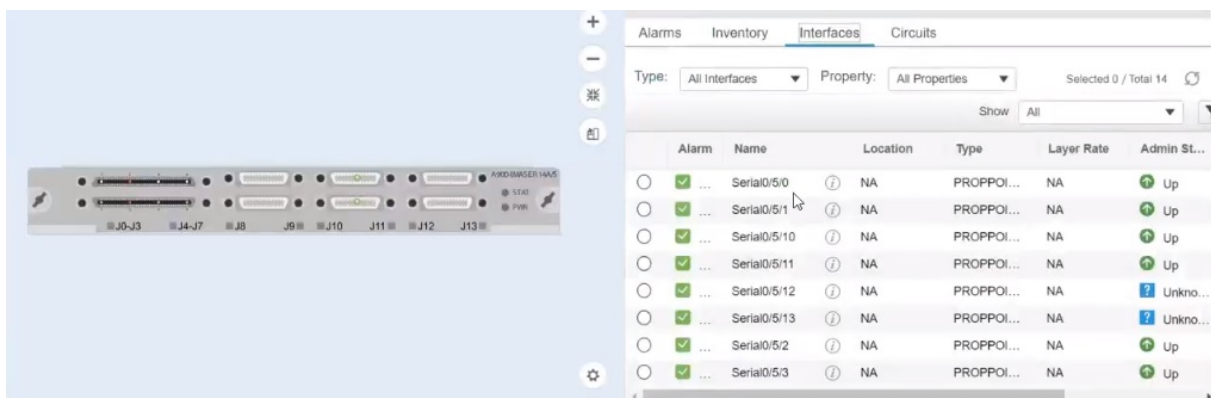 Alarms Inventory Interfaces Circuits
Type: All Interfaces Property: All Properties Selected 0 / Total 14
Show All
Alarm Name Location Type Layer Rate Admin St...
... Serial0/5/0 NA PROPPOI... NA Up
... Serial0/5/1 NA PROPPOI... NA Up
... Serial0/5/10 NA PROPPOI... NA Up
... Serial0/5/11 NA PROPPOI... NA Up
... Serial0/5/12 NA PROPPOI... NA Unkno...
... Serial0/5/13 NA PROPPOI... NA Unkno...
... Serial0/5/2 NA PROPPOI... NA Up
... Serial0/5/3 NA PROPPOI... NA Up
STAT
PWR
J0-J3 J4-J7 J8 J9 J10 J11 J12 J13